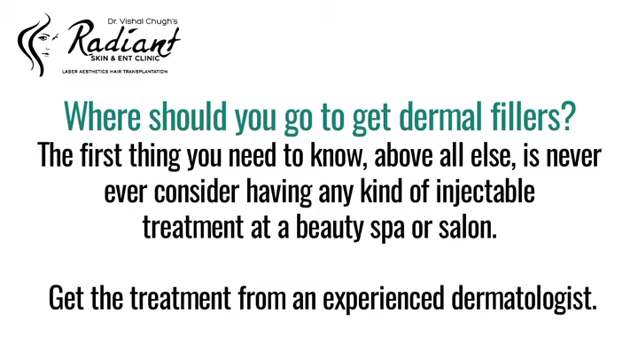 Dr. Vishal Chugh's
Radiant
SKIN & ENT CLINIC
LASER AESTHETICS HAIR TRANSPLANTATION
Where should you go to get dermal fillers?
The first thing you need to know, above all else, is never
ever consider having any kind of injectable
treatment at a beauty spa or salon.
Get the treatment from an experienced dermatologist.